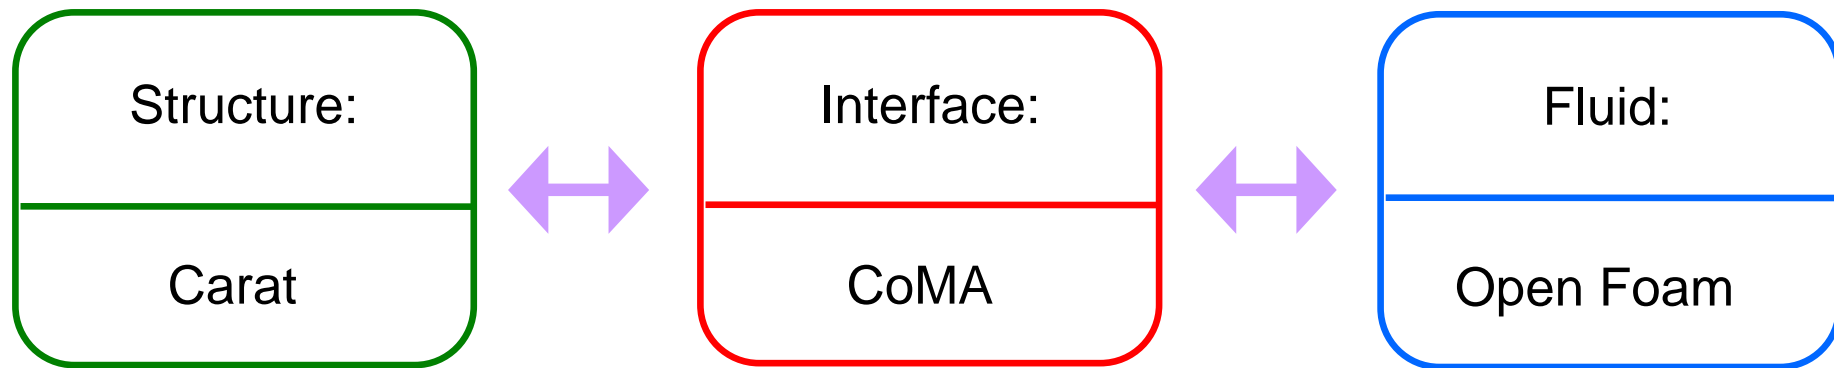 Structure:
Carat
Interface:
CoMA
Fluid:
Open Foam